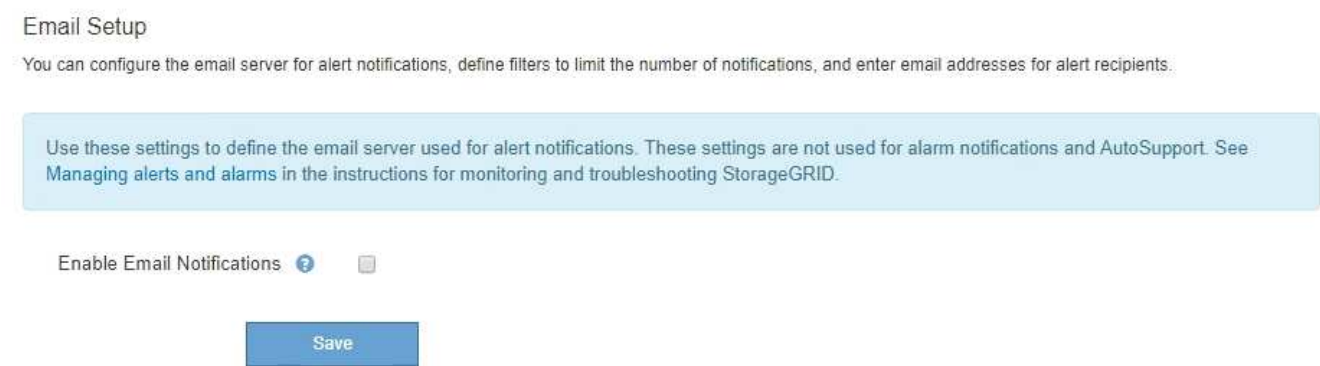 Email Setup
You can configure the email server for alert notifications, define filters to limit the number of notifications, and enter email addresses for alert recipients.
Use these settings to define the email server used for alert notifications. These settings are not used for alarm notifications and AutoSupport. See
Managing alerts and alarms in the instructions for monitoring and troubleshooting StorageGRID.
Enable Email Notifications ?
Save